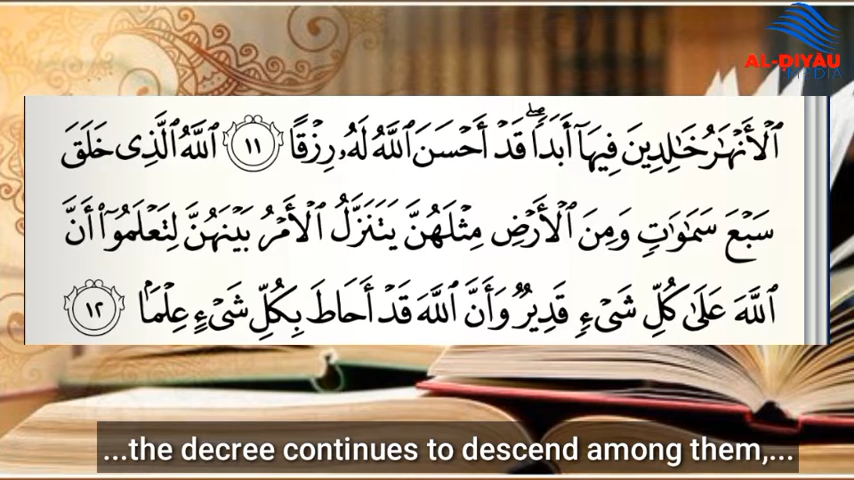 AL-DIYĀU
MEDIA
ٱلْأَنْهَٰرُ خَٰلِدِينَ فِيهَآ أَبَدًاۖ قَدْ أَحْسَنَ ٱللَّهُ لَهُۥ رِزْقًا ١١ ٱللَّهُ ٱلَّذِى خَلَقَ
سَبْعَ سَمَٰوَٰتٍ وَمِنَ ٱلْأَرْضِ مِثْلَهُنَّ يَتَنَزَّلُ ٱلْأَمْرُ بَيْنَهُنَّ لِتَعْلَمُوٓا۟ أَنَّ
ٱللَّهَ عَلَىٰ كُلِّ شَىْءٍ قَدِيرٌ وَأَنَّ ٱللَّهَ قَدْ أَحَاطَ بِكُلِّ شَىْءٍ عِلْمًۢا ١٢
...the decree continues to descend among them,...